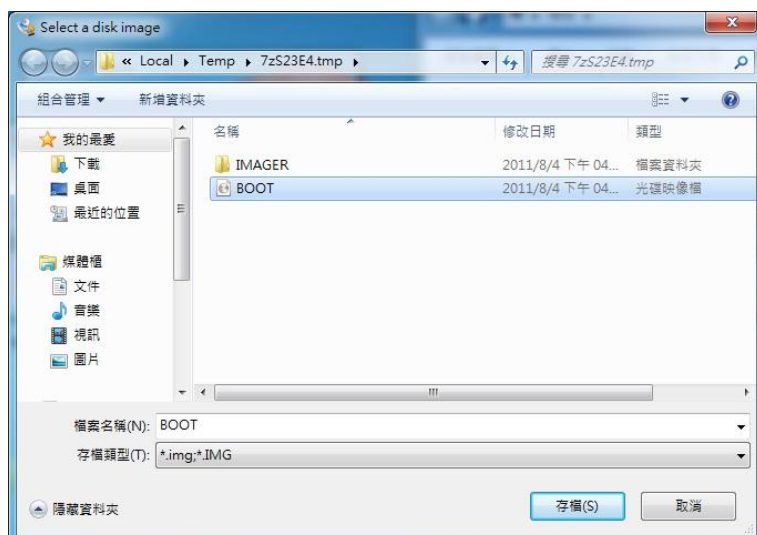 Select a disk image
« Local ▸ Temp ▸ 7zS23E4.tmp ▸
搜尋 7zS23E4.tmp
組合管理 ▼ 新增資料夾
我的最愛
下載
桌面
最近的位置
媒體櫃
文件
音樂
視訊
圖片
名稱 修改日期 類型
IMAGER 2011/8/4 下午 04... 檔案資料夾
BOOT 2011/8/4 下午 04... 光碟映像檔
檔案名稱(N): BOOT
存檔類型(T): *.img;*.IMG
隱藏資料夾 存檔(S) 取消